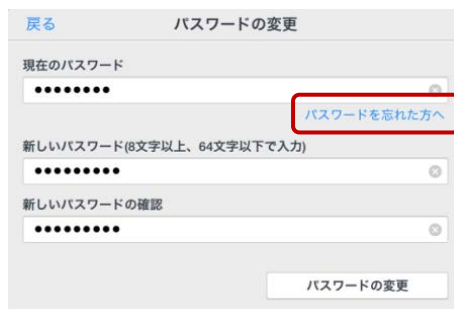 戻る パスワードの変更
現在のパスワード
••••••••
パスワードを忘れた方へ
新しいパスワード(8文字以上、64文字以下で入力)
•••••••••
新しいパスワードの確認
•••••••••
パスワードの変更